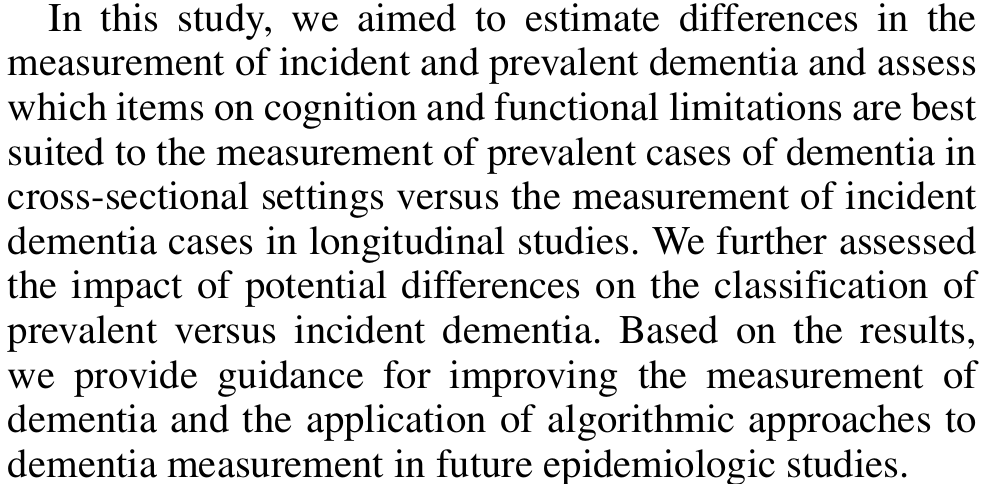 In this study, we aimed to estimate differences in the
measurement of incident and prevalent dementia and assess
which items on cognition and functional limitations are best
suited to the measurement of prevalent cases of dementia in
cross-sectional settings versus the measurement of incident
dementia cases in longitudinal studies. We further assessed
the impact of potential differences on the classification of
prevalent versus incident dementia. Based on the results,
we provide guidance for improving the measurement of
dementia and the application of algorithmic approaches to
dementia measurement in future epidemiologic studies.